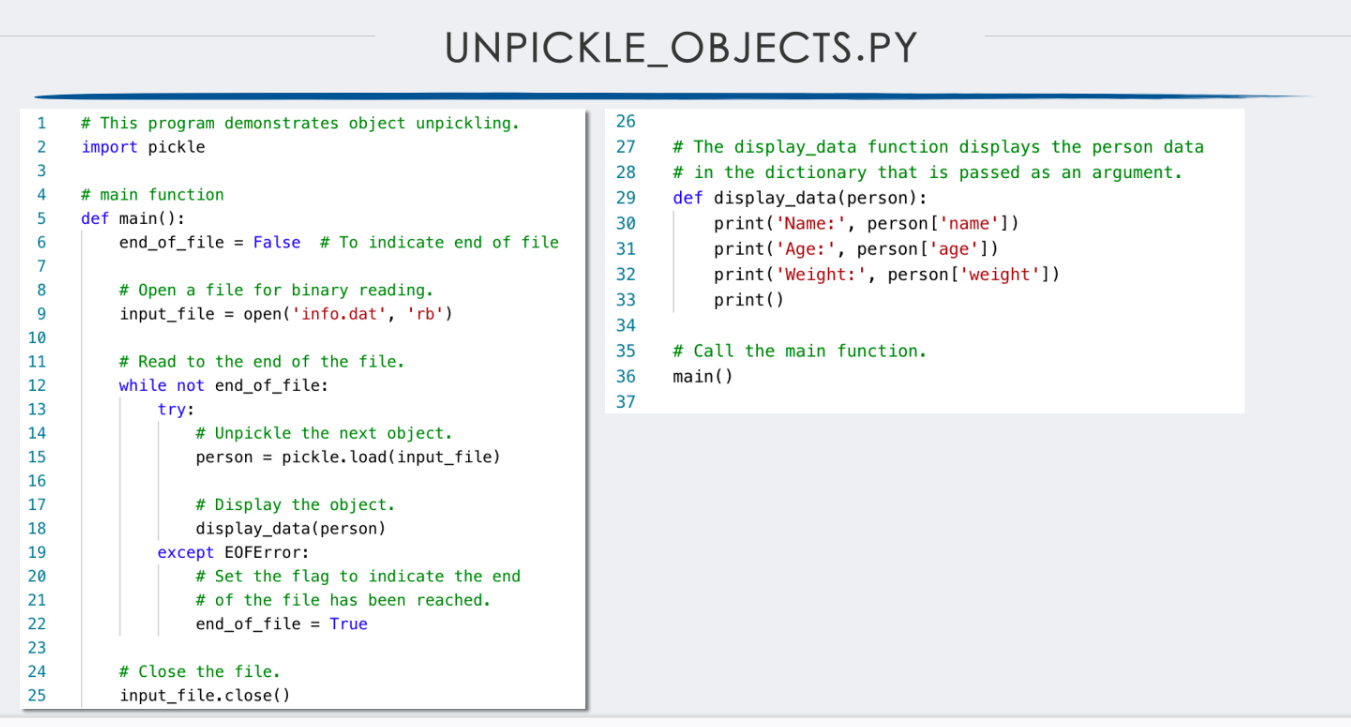 UNPICKLE_OBJECTS.PY
1 # This program demonstrates object unpickling.
2 import pickle
3
4 # main function
5 def main():
6     end_of_file = False  # To indicate end of file
7
8     # Open a file for binary reading.
9     input_file = open('info.dat', 'rb')
10
11     # Read to the end of the file.
12     while not end_of_file:
13         try:
14             # Unpickle the next object.
15             person = pickle.load(input_file)
16
17             # Display the object.
18             display_data(person)
19         except EOFError:
20             # Set the flag to indicate the end
21             # of the file has been reached.
22             end_of_file = True
23
24     # Close the file.
25     input_file.close()
26
27 # The display_data function displays the person data
28 # in the dictionary that is passed as an argument.
29 def display_data(person):
30     print('Name:', person['name'])
31     print('Age:', person['age'])
32     print('Weight:', person['weight'])
33     print()
34
35 # Call the main function.
36 main()
37